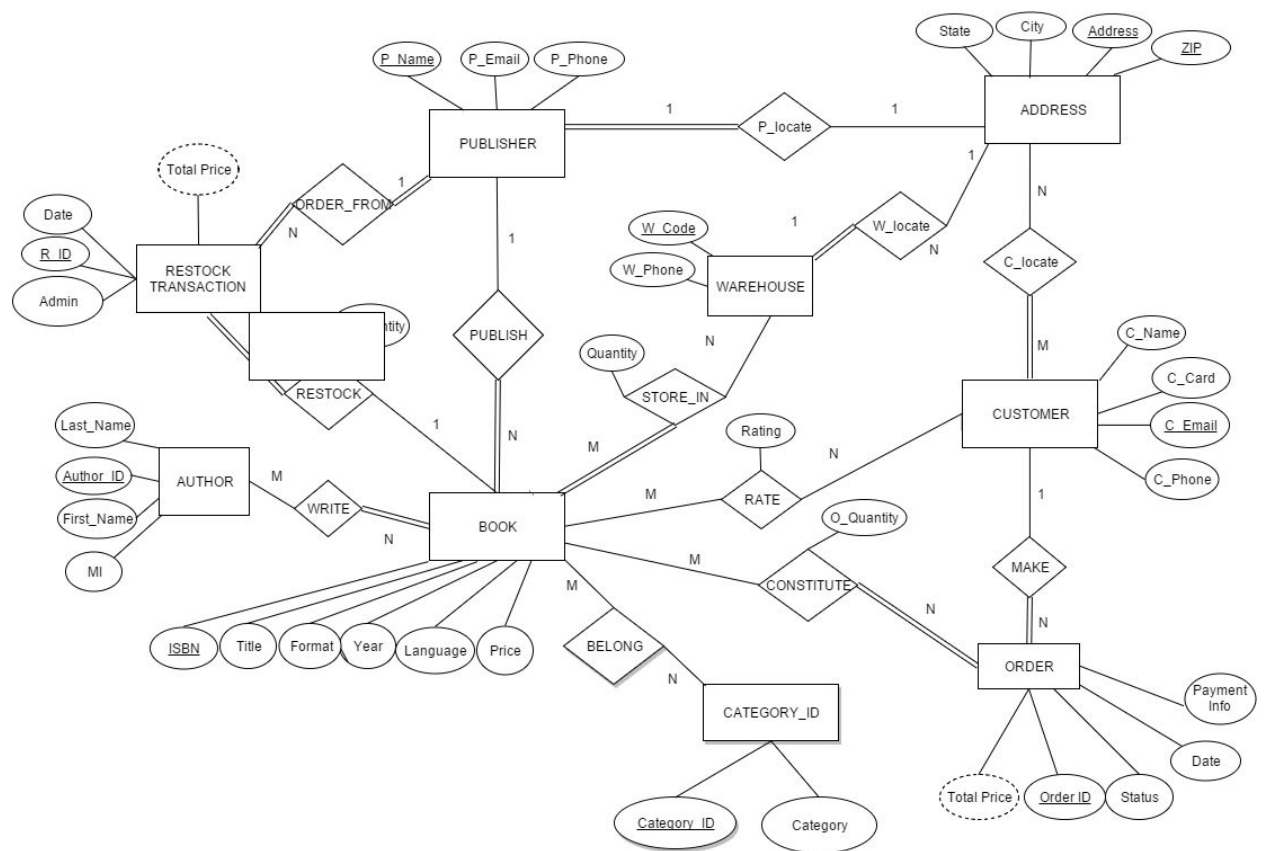 State
City
Address
ZIP
P_Name
P_Email
P_Phone
1
1
P_locate
ADDRESS
PUBLISHER
1
Total Price
1
ORDER_FROM
N
N
Date
1
W_Code
W_locate
1
N
R_ID
RESTOCK
TRANSACTION
W_Phone
WAREHOUSE
C_locate
Admin
PUBLISH
N
M
Quantity
C_Name
RESTOCK
STORE_IN
C_Card
1
CUSTOMER
Last_Name
N
M
Rating
N
C_Email
Author_ID
AUTHOR
M
M
RATE
C_Phone
First_Name
WRITE
BOOK
1
N
O_Quantity
MI
M
M
CONSTITUTE
MAKE
N
N
ISBN
Title
Format
Year
Language
Price
BELONG
N
ORDER
CATEGORY_ID
Payment
Info
Date
Total Price
Order ID
Status
Category_ID
Category